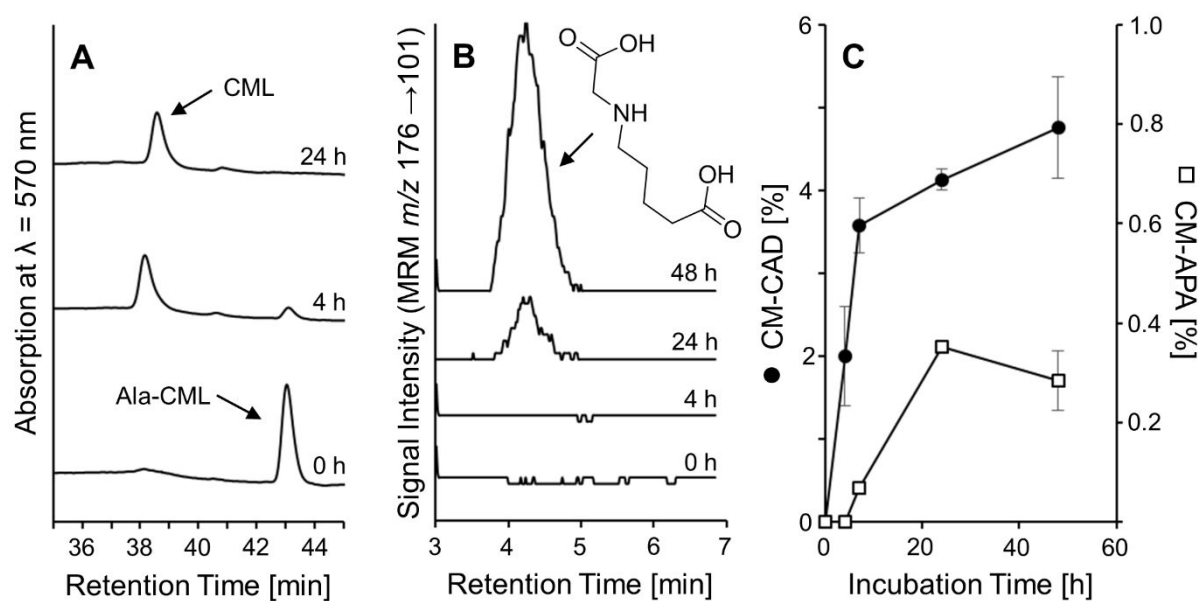 A
CML
24 h
4 h
Ala-CML
0 h
Absorption at λ = 570 nm
36 38 40 42 44
Retention Time [min]
B
O
OH
NH
OH
O
48 h
24 h
4 h
0 h
Signal Intensity (MRM m/z 176 →101)
3 4 5 6 7
Retention Time [min]
C
6
4
2
0
● CM-CAD [%]
1.0
0.8
0.6
0.4
0.2
□ CM-APA [%]
0 20 40 60
Incubation Time [h]